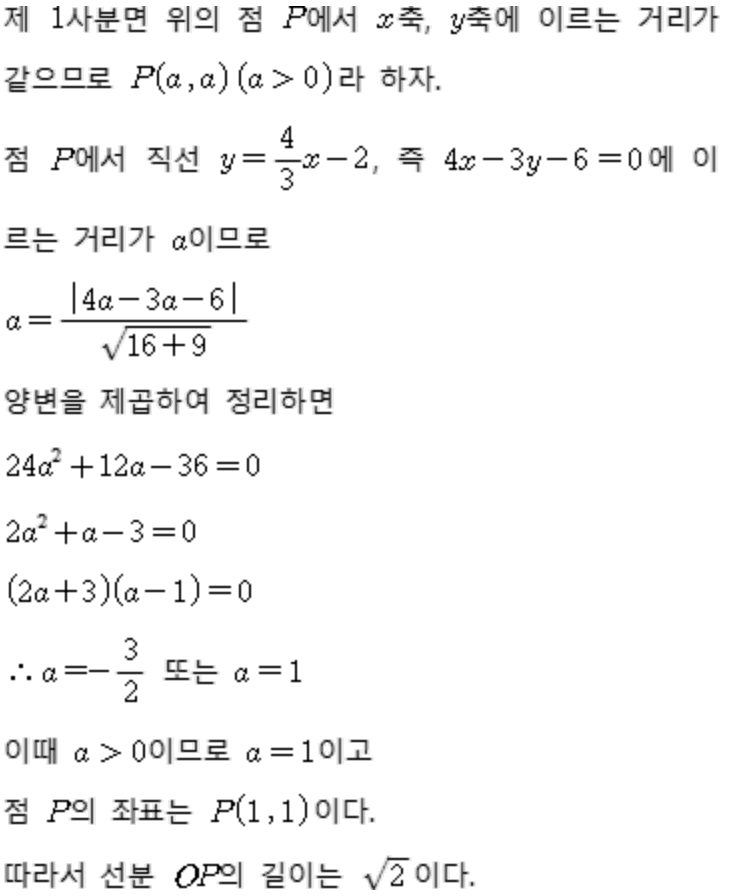 제 1사분면 위의 점 P에서 x축, y축에 이르는 거리가
같으므로 P(a,a)(a>0)라 하자.
점 P에서 직선 y=\frac{4}{3}x-2, 즉 4x-3y-6=0에 이
르는 거리가 a이므로
a=\frac{|4a-3a-6|}{\sqrt{16+9}}
양변을 제곱하여 정리하면
24a²+12a-36=0
2a²+a-3=0
(2a+3)(a-1)=0
∴a=-\frac{3}{2} 또는 a=1
이때 a>0이므로 a=1이고
점 P의 좌표는 P(1,1)이다.
따라서 선분 OP의 길이는 √2이다.